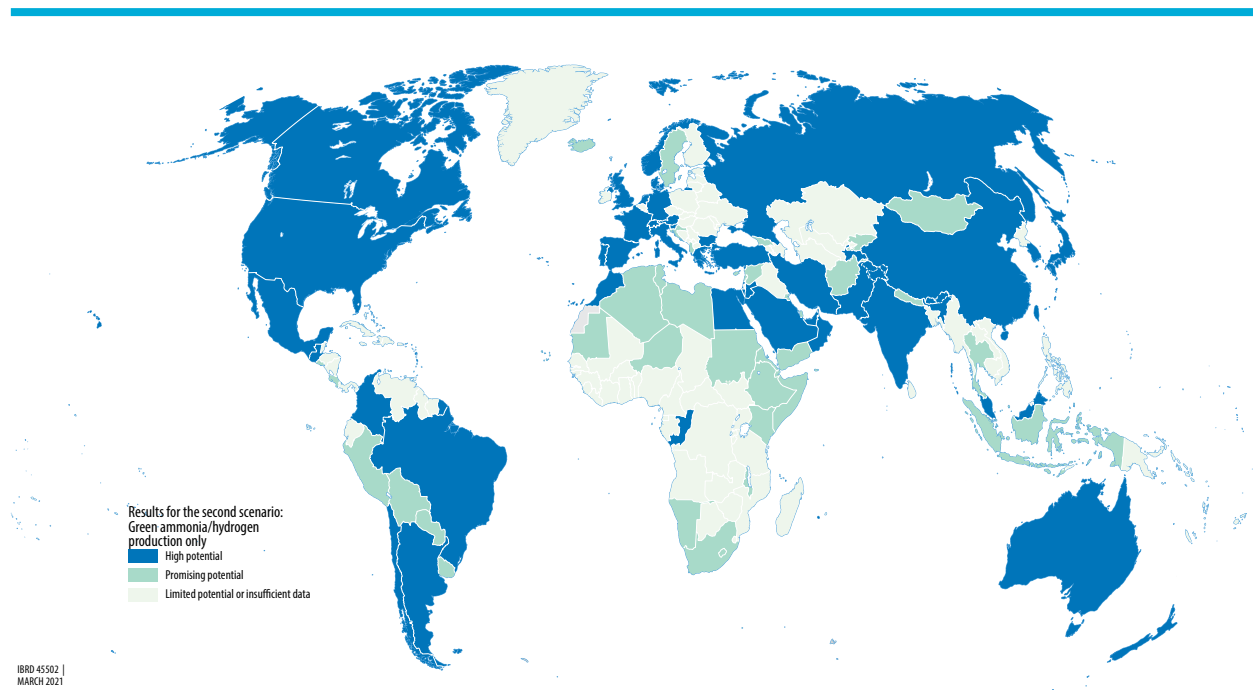 Results for the second scenario:
Green ammonia/hydrogen
production only
High potential
Promising potential
Limited potential or insufficient data
IBRD 45502 |
MARCH 2021